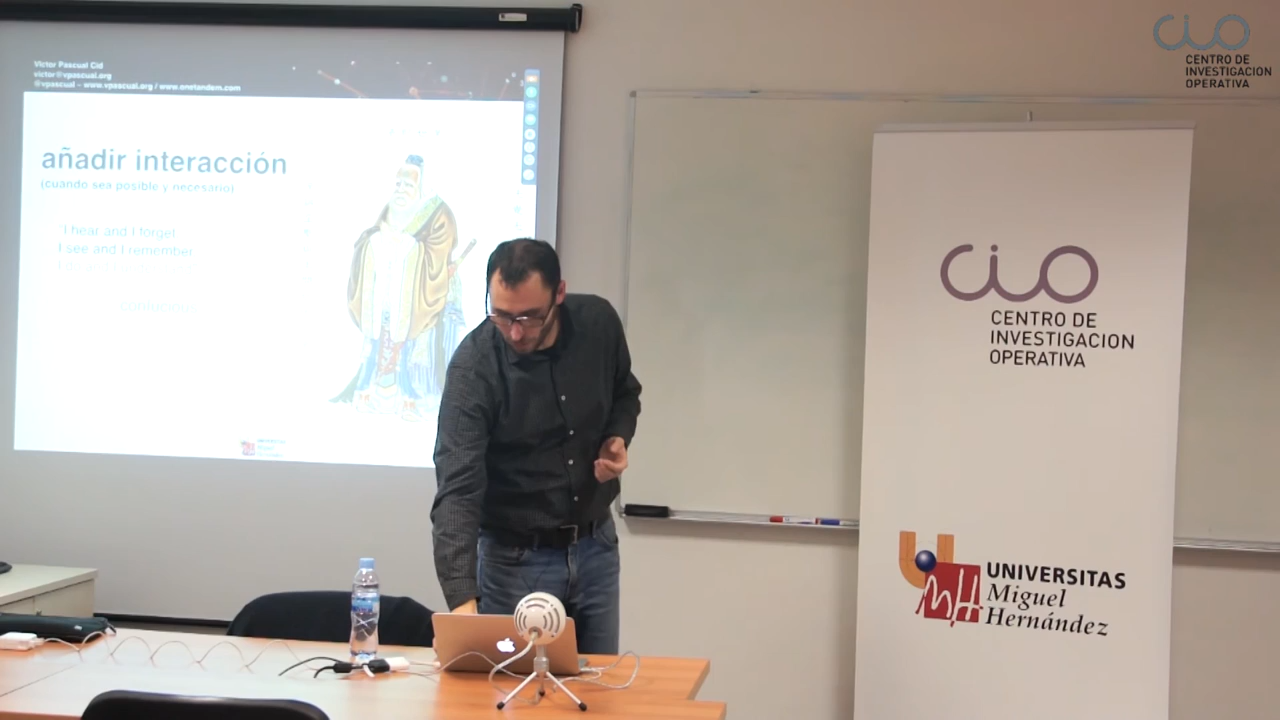 Victor Pascual Cid
victor@vpascual.org
@vpascual – www.vpascual.org / www.onetandem.com
añadir interacción
(cuando sea posible y necesario)
"I hear and I forget
I see and I remember
confucious
CENTRO DE
INVESTIGACION
OPERATIVA
cio
CENTRO DE
INVESTIGACION
OPERATIVA
UNIVERSITAS
Miguel
Hernández